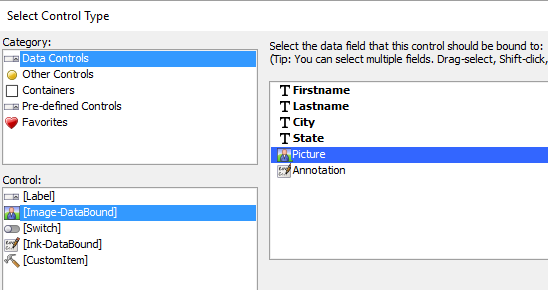 Select Control Type
Category:
Data Controls
Other Controls
Containers
Pre-defined Controls
Favorites
Control:
[Label]
[Image-DataBound]
[Switch]
[Ink-DataBound]
[CustomItem]
Select the data field that this control should be bound to:
(Tip: You can select multiple fields. Drag-select, Shift-click,
Firstname
Lastname
City
State
Picture
Annotation